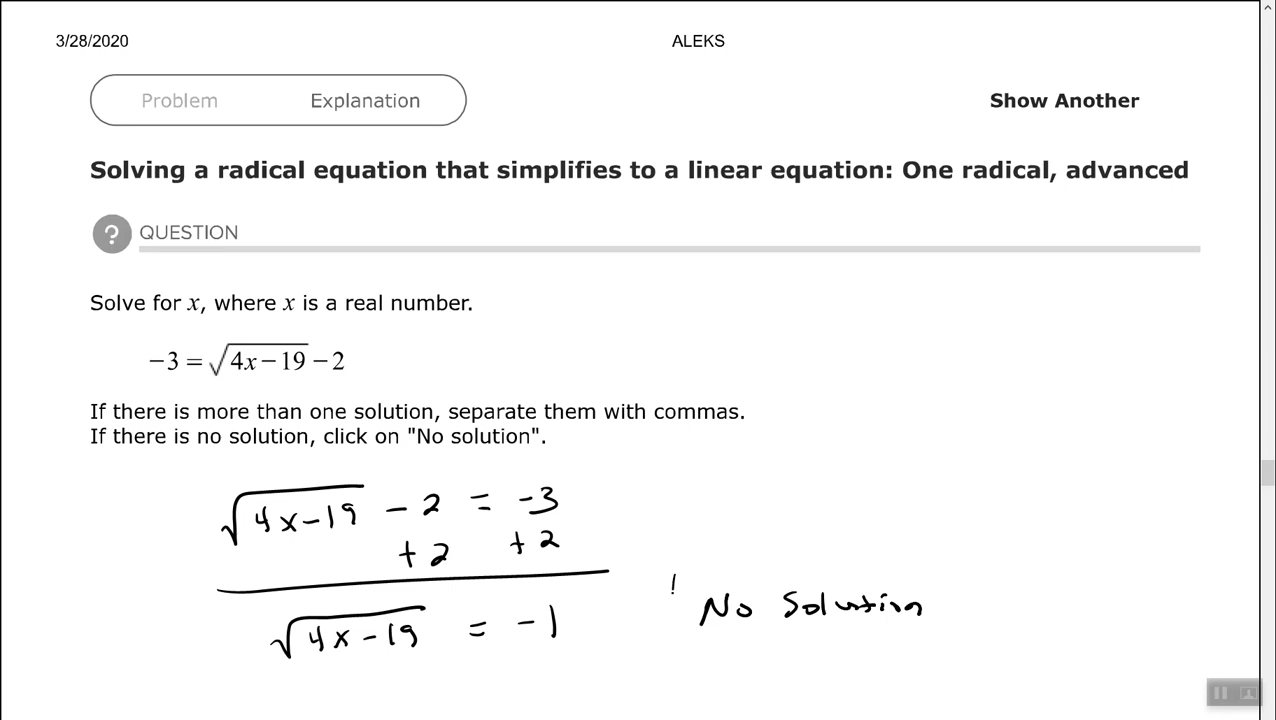 3/28/2020 ALEKS
Problem Explanation Show Another
Solving a radical equation that simplifies to a linear equation: One radical, advanced
? QUESTION
Solve for x, where x is a real number.
−3 = √(4x − 19) − 2
If there is more than one solution, separate them with commas.
If there is no solution, click on "No solution".
√(4x − 19) − 2 = −3
+2 +2
√(4x − 19) = −1
No Solution